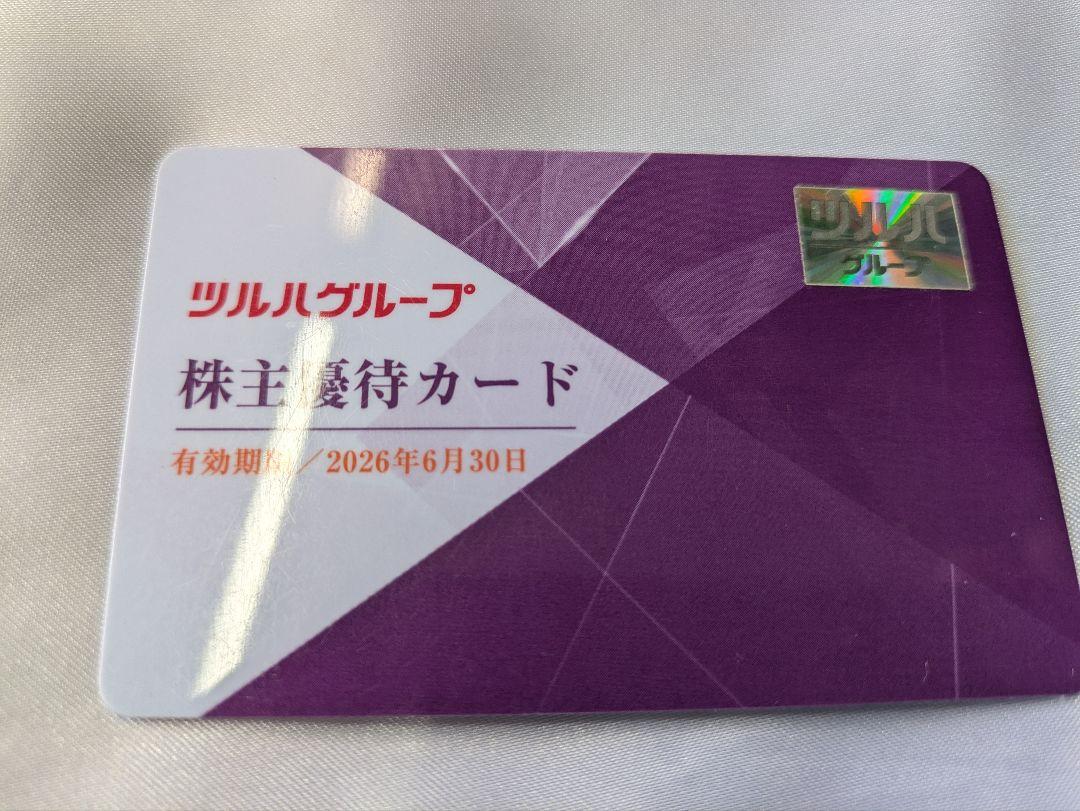 ツルハ
グループ
ツルハグループ
株主優待カード
有効期限／2026年6月30日